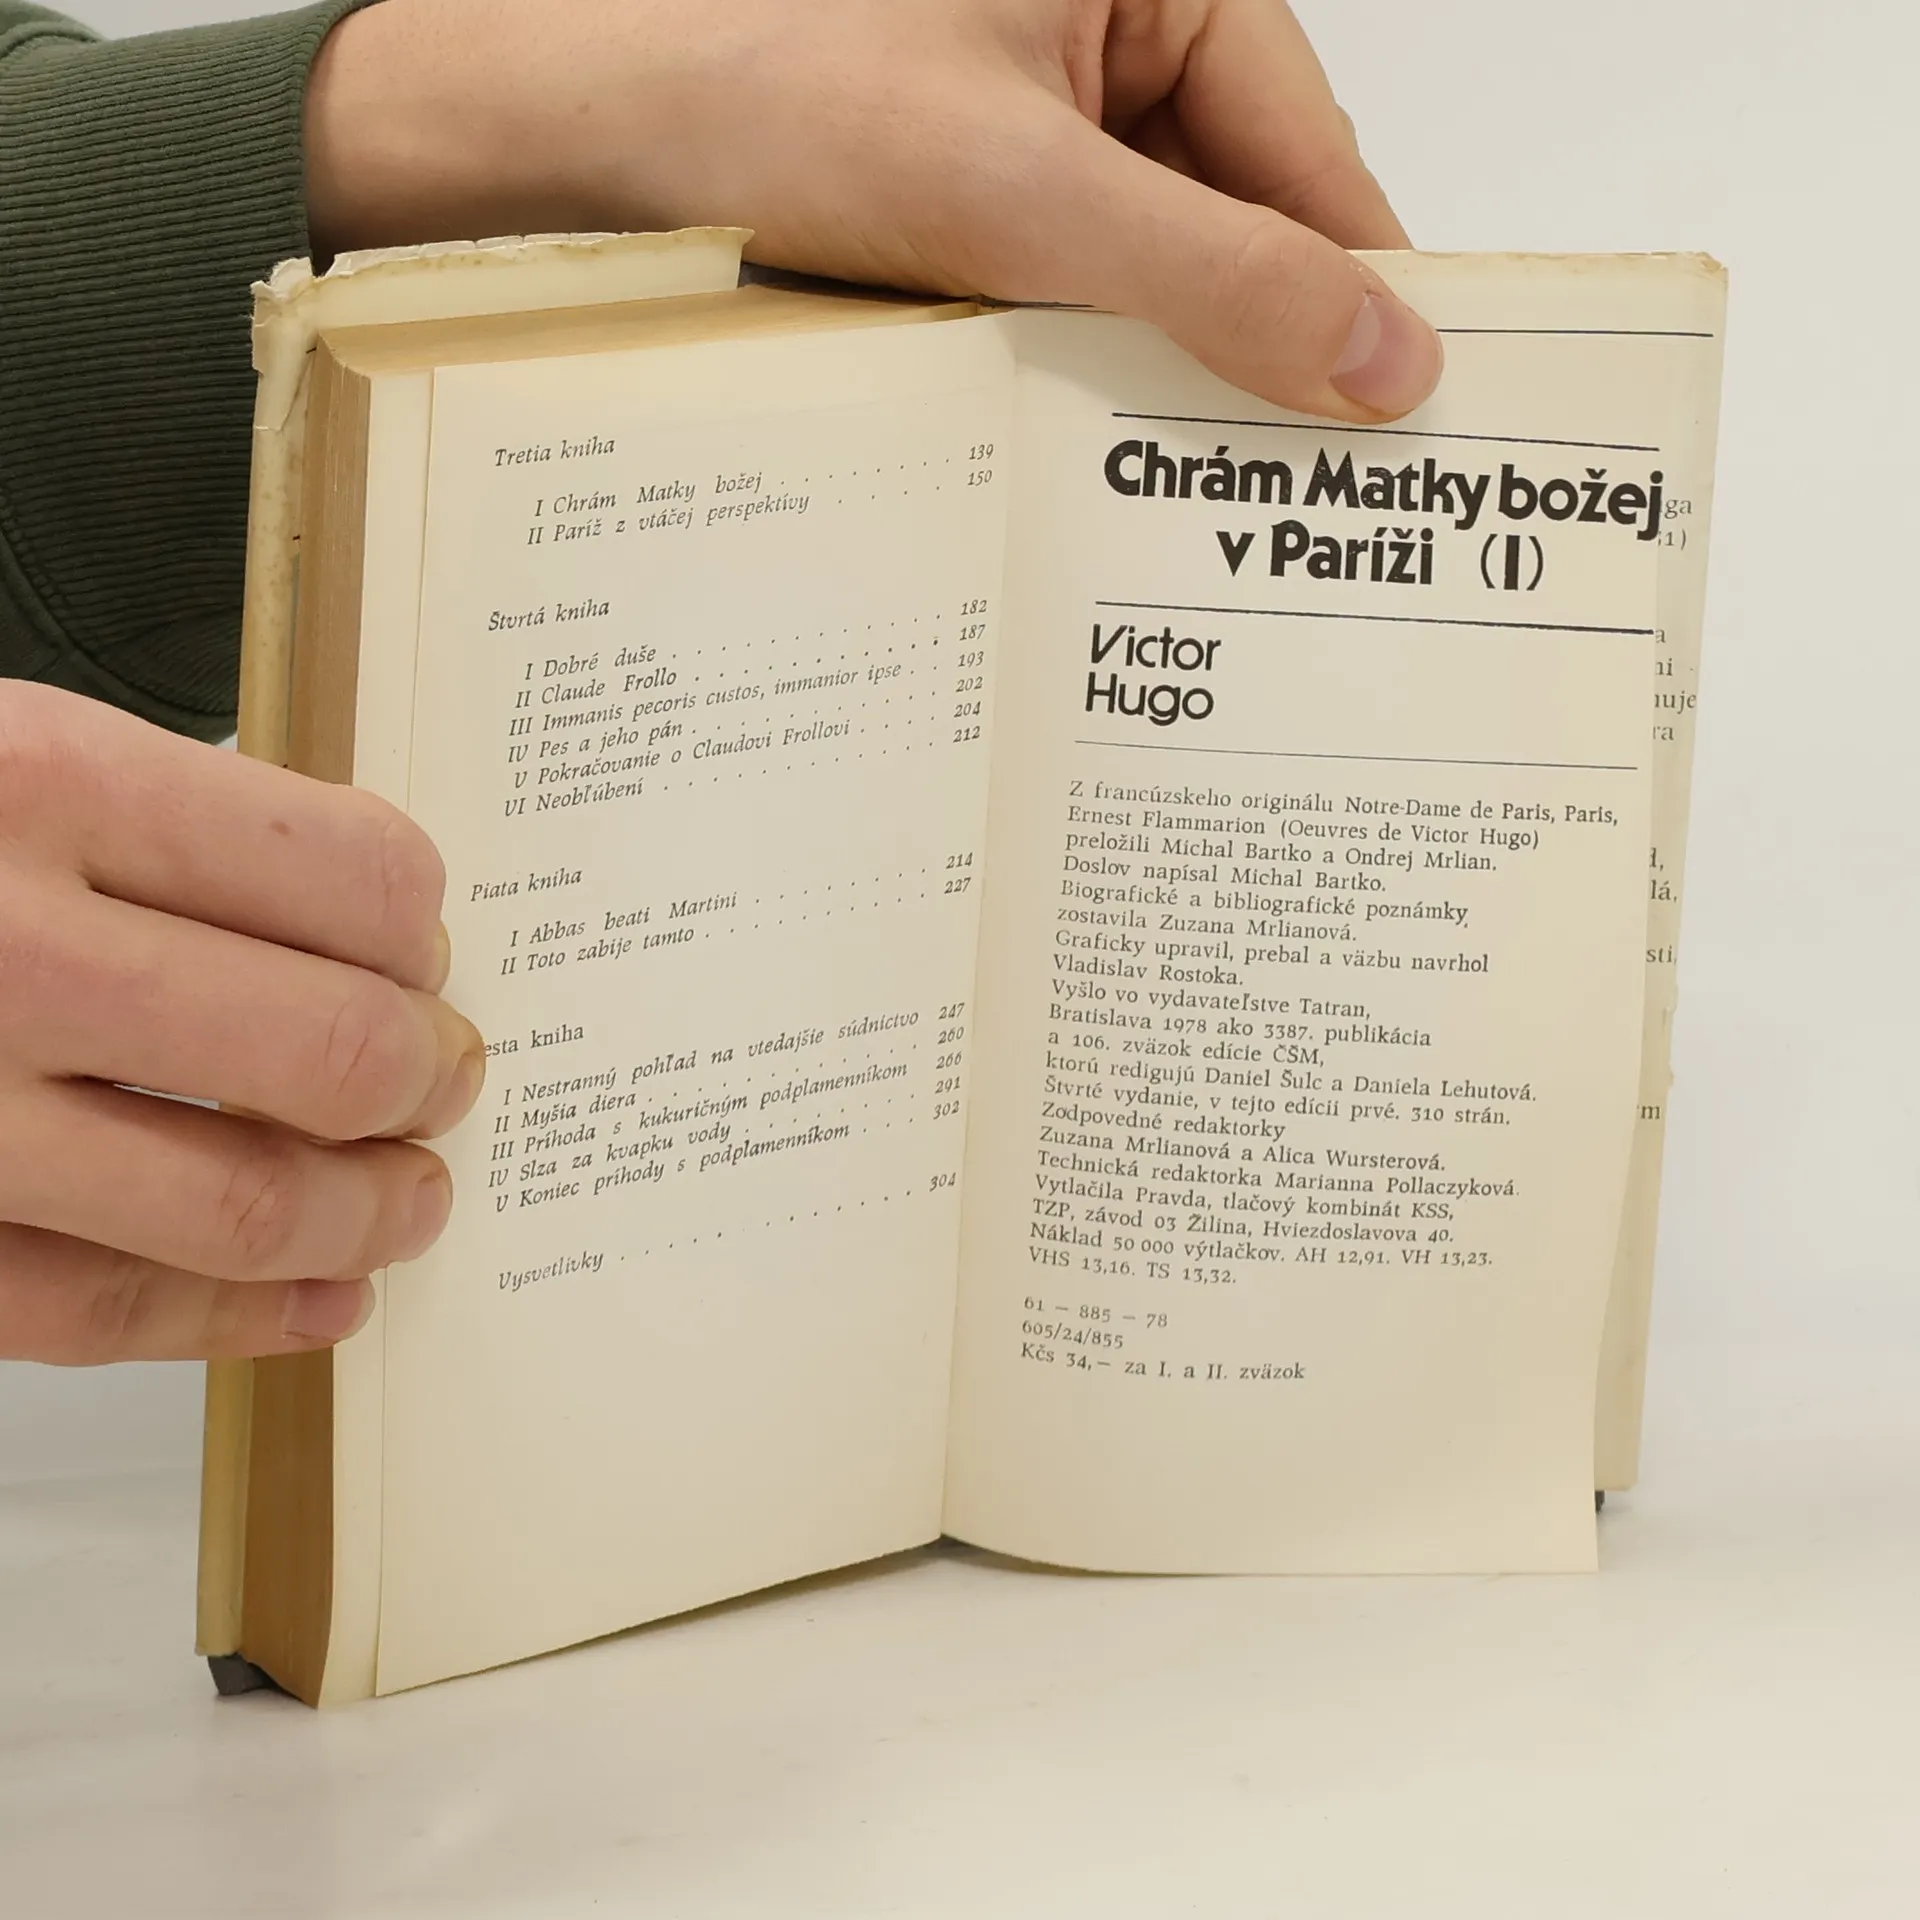 Tretia kniha
I Chrám Matky božej . . . . . . . 139
II Paríž z vtáčej perspektívy . . . . 150
Štvrtá kniha
I Dobré duše . . . . . . . . . . . 182
II Claude Frollo . . . . . . . . . . 187
III Immanis pecoris custos, immanior ipse . . 193
IV Pes a jeho pán . . . . . . . . . . 202
V Pokračovanie o Claudovi Frollovi . . . . 204
VI Neobľúbení . . . . . . . . . . . 212
Piata kniha
I Abbas beati Martini . . . . . . . 214
II Toto zabije tamto . . . . . . . . . 227
esta kniha
I Nestranný pohľad na vtedajšie súdnictvo 247
II Myšia diera . . . . . . . . . . . 260
III Príhoda s kukuričným podplamenníkom 266
IV Slza za kvapku vody . . . . . . . 291
V Koniec príhody s podplamenníkom . . . 302
Vysvetlivky . . . . . . . . . . . 304
Chrám Matky božej
v Paríži (I)
Victor
Hugo
Z francúzskeho originálu Notre-Dame de Paris, Paris,
Ernest Flammarion (Oeuvres de Victor Hugo)
preložili Michal Bartko a Ondrej Mrlian.
Doslov napísal Michal Bartko.
Biografické a bibliografické poznámky
zostavila Zuzana Mrlianová.
Graficky upravil, prebal a väzbu navrhol
Vladislav Rostoka.
Vyšlo vo vydavateľstve Tatran,
Bratislava 1978 ako 3387. publikácia
a 106. zväzok edície ČŠM,
ktorú redigujú Daniel Šulc a Daniela Lehutová.
Štvrté vydanie, v tejto edícii prvé. 310 strán.
Zodpovedné redaktorky
Zuzana Mrlianová a Alica Wursterová.
Technická redaktorka Marianna Pollaczyková.
Vytlačila Pravda, tlačový kombinát KSS,
TZP, závod 03 Žilina, Hviezdoslavova 40.
Náklad 50 000 výtlačkov. AH 12,91. VH 13,23.
VHS 13,16. TS 13,32.
61 — 885 — 78
605/24/855
Kčs 34,— za I. a II. zväzok